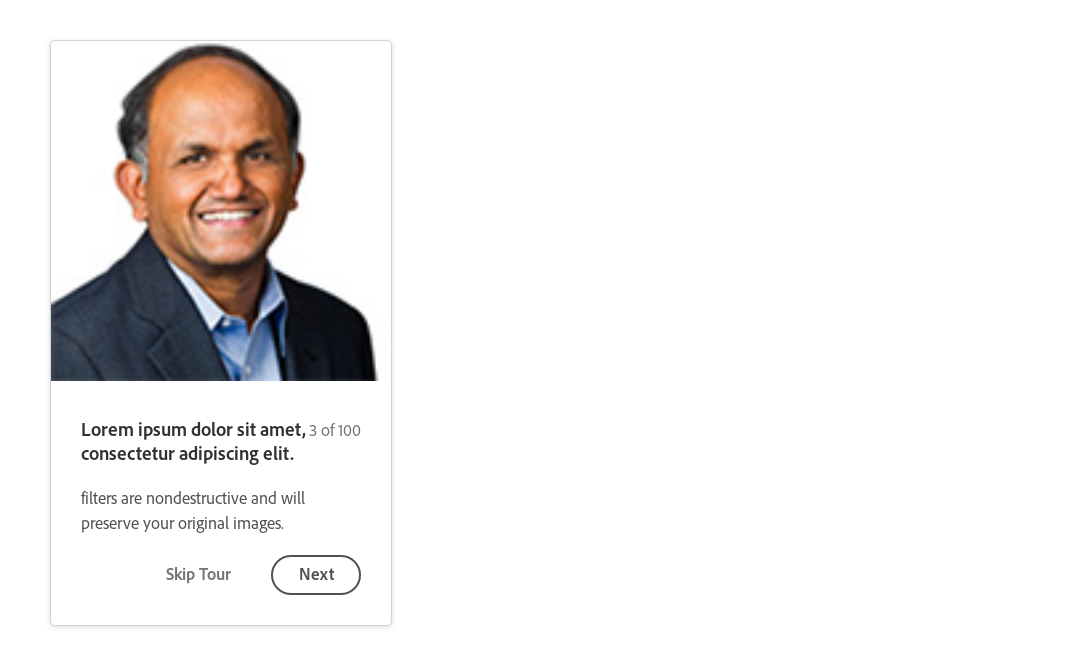 Lorem ipsum dolor sit amet, 3 of 100
consectetur adipiscing elit.
filters are nondestructive and will
preserve your original images.
Skip Tour Next